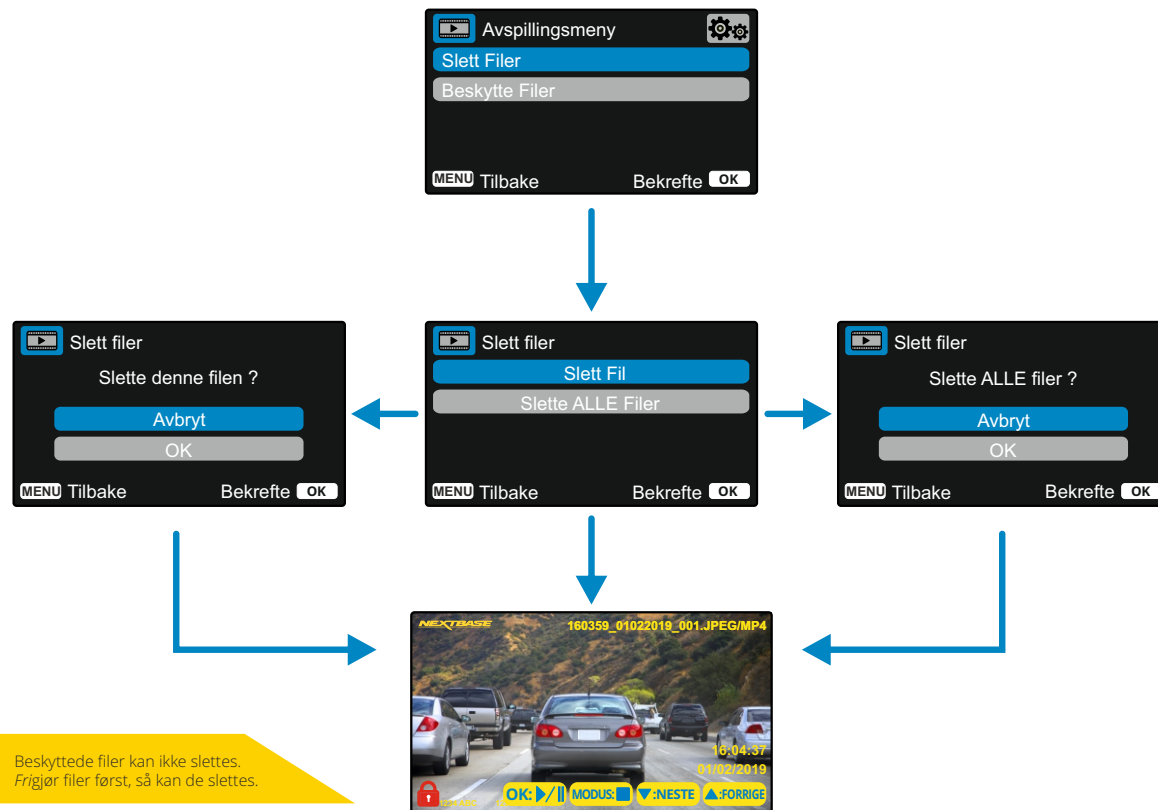 Avspillingsmeny
Slett Filer
Beskytte Filer
MENU Tilbake Bekrefte OK
Slett filer
Slette denne filen ?
Avbryt
OK
MENU Tilbake Bekrefte OK
Slett filer
Slett Fil
Slette ALLE Filer
MENU Tilbake Bekrefte OK
Slett filer
Slette ALLE filer ?
Avbryt
OK
MENU Tilbake Bekrefte OK
NEXTBASE 160359_01022019_001.JPEG/MP4
16:04:37
01/02/2019
OK: MODUS: :NESTE :FORRIGE
Beskyttede filer kan ikke slettes.
Frigjør filer først, så kan de slettes.